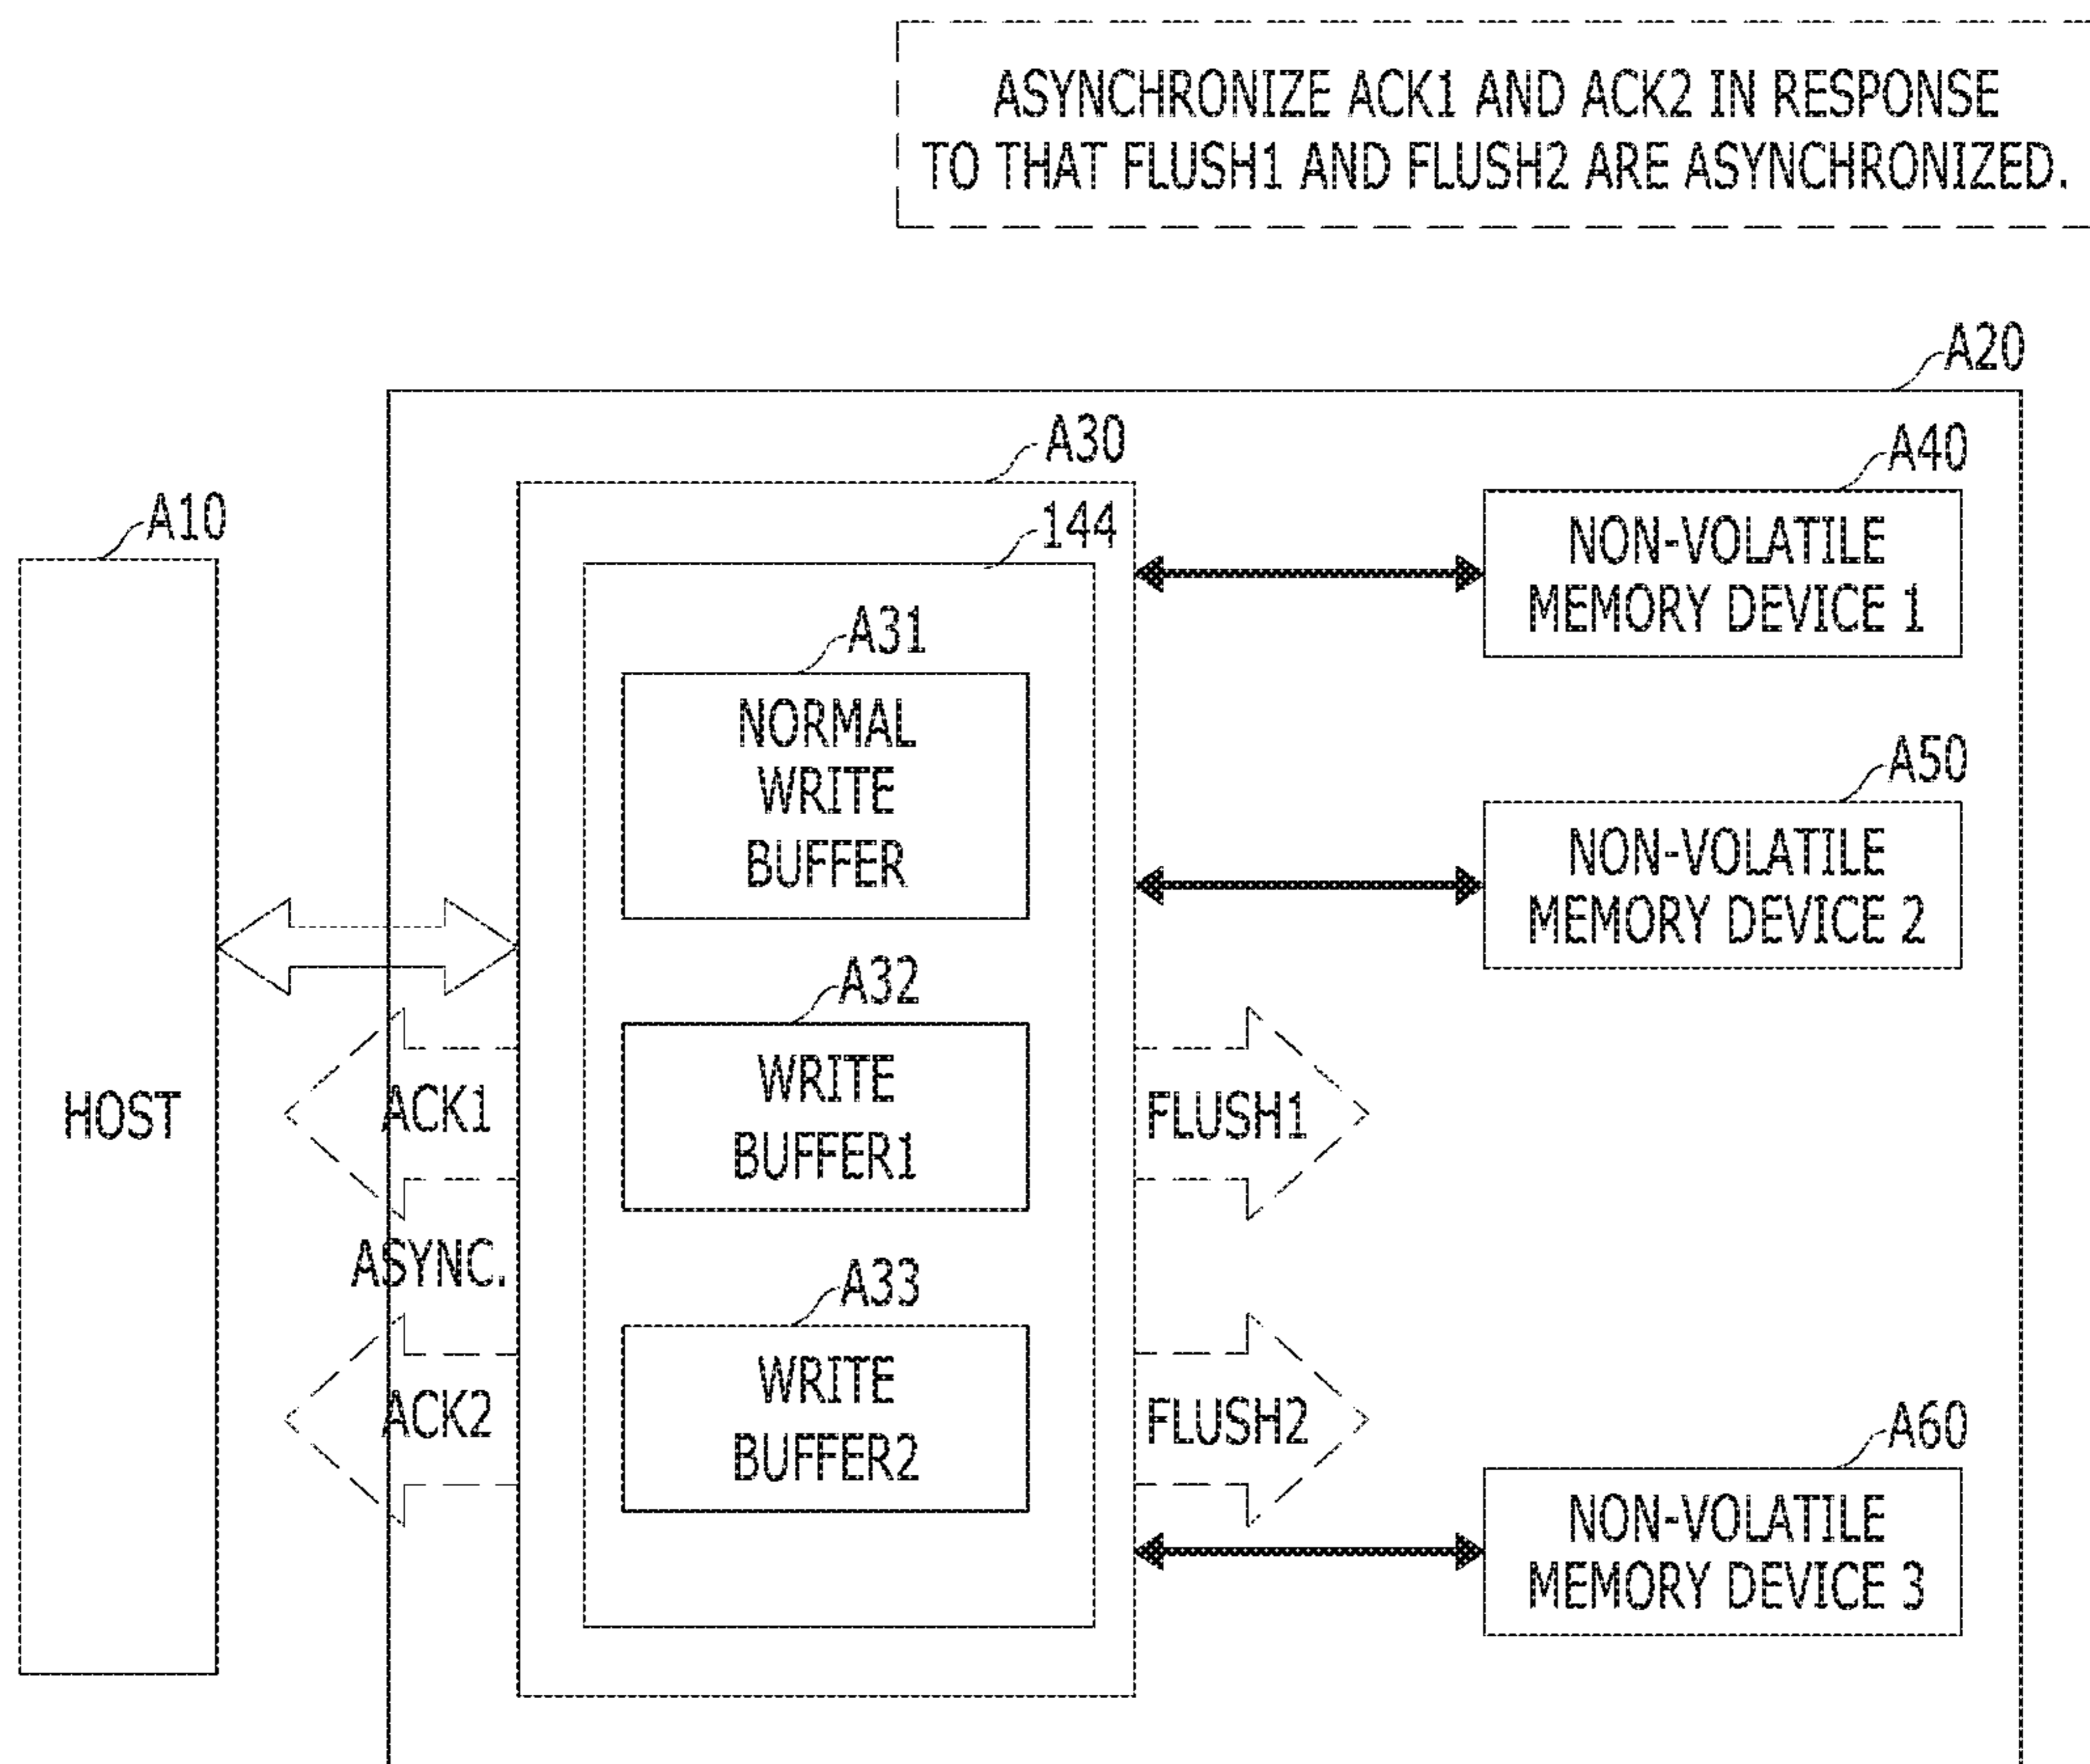 ASYNCHRONIZE ACK1 AND ACK2 IN RESPONSE
TO THAT FLUSH1 AND FLUSH2 ARE ASYNCHRONIZED.
A20
A30
A40
A10
144
NON-VOLATILE
MEMORY DEVICE 1
A31
NORMAL
WRITE
BUFFER
A50
NON-VOLATILE
MEMORY DEVICE 2
A32
HOST
ACK1
WRITE
BUFFER1
FLUSH1
ASYNC.
A33
ACK2
WRITE
BUFFER2
FLUSH2
A60
NON-VOLATILE
MEMORY DEVICE 3